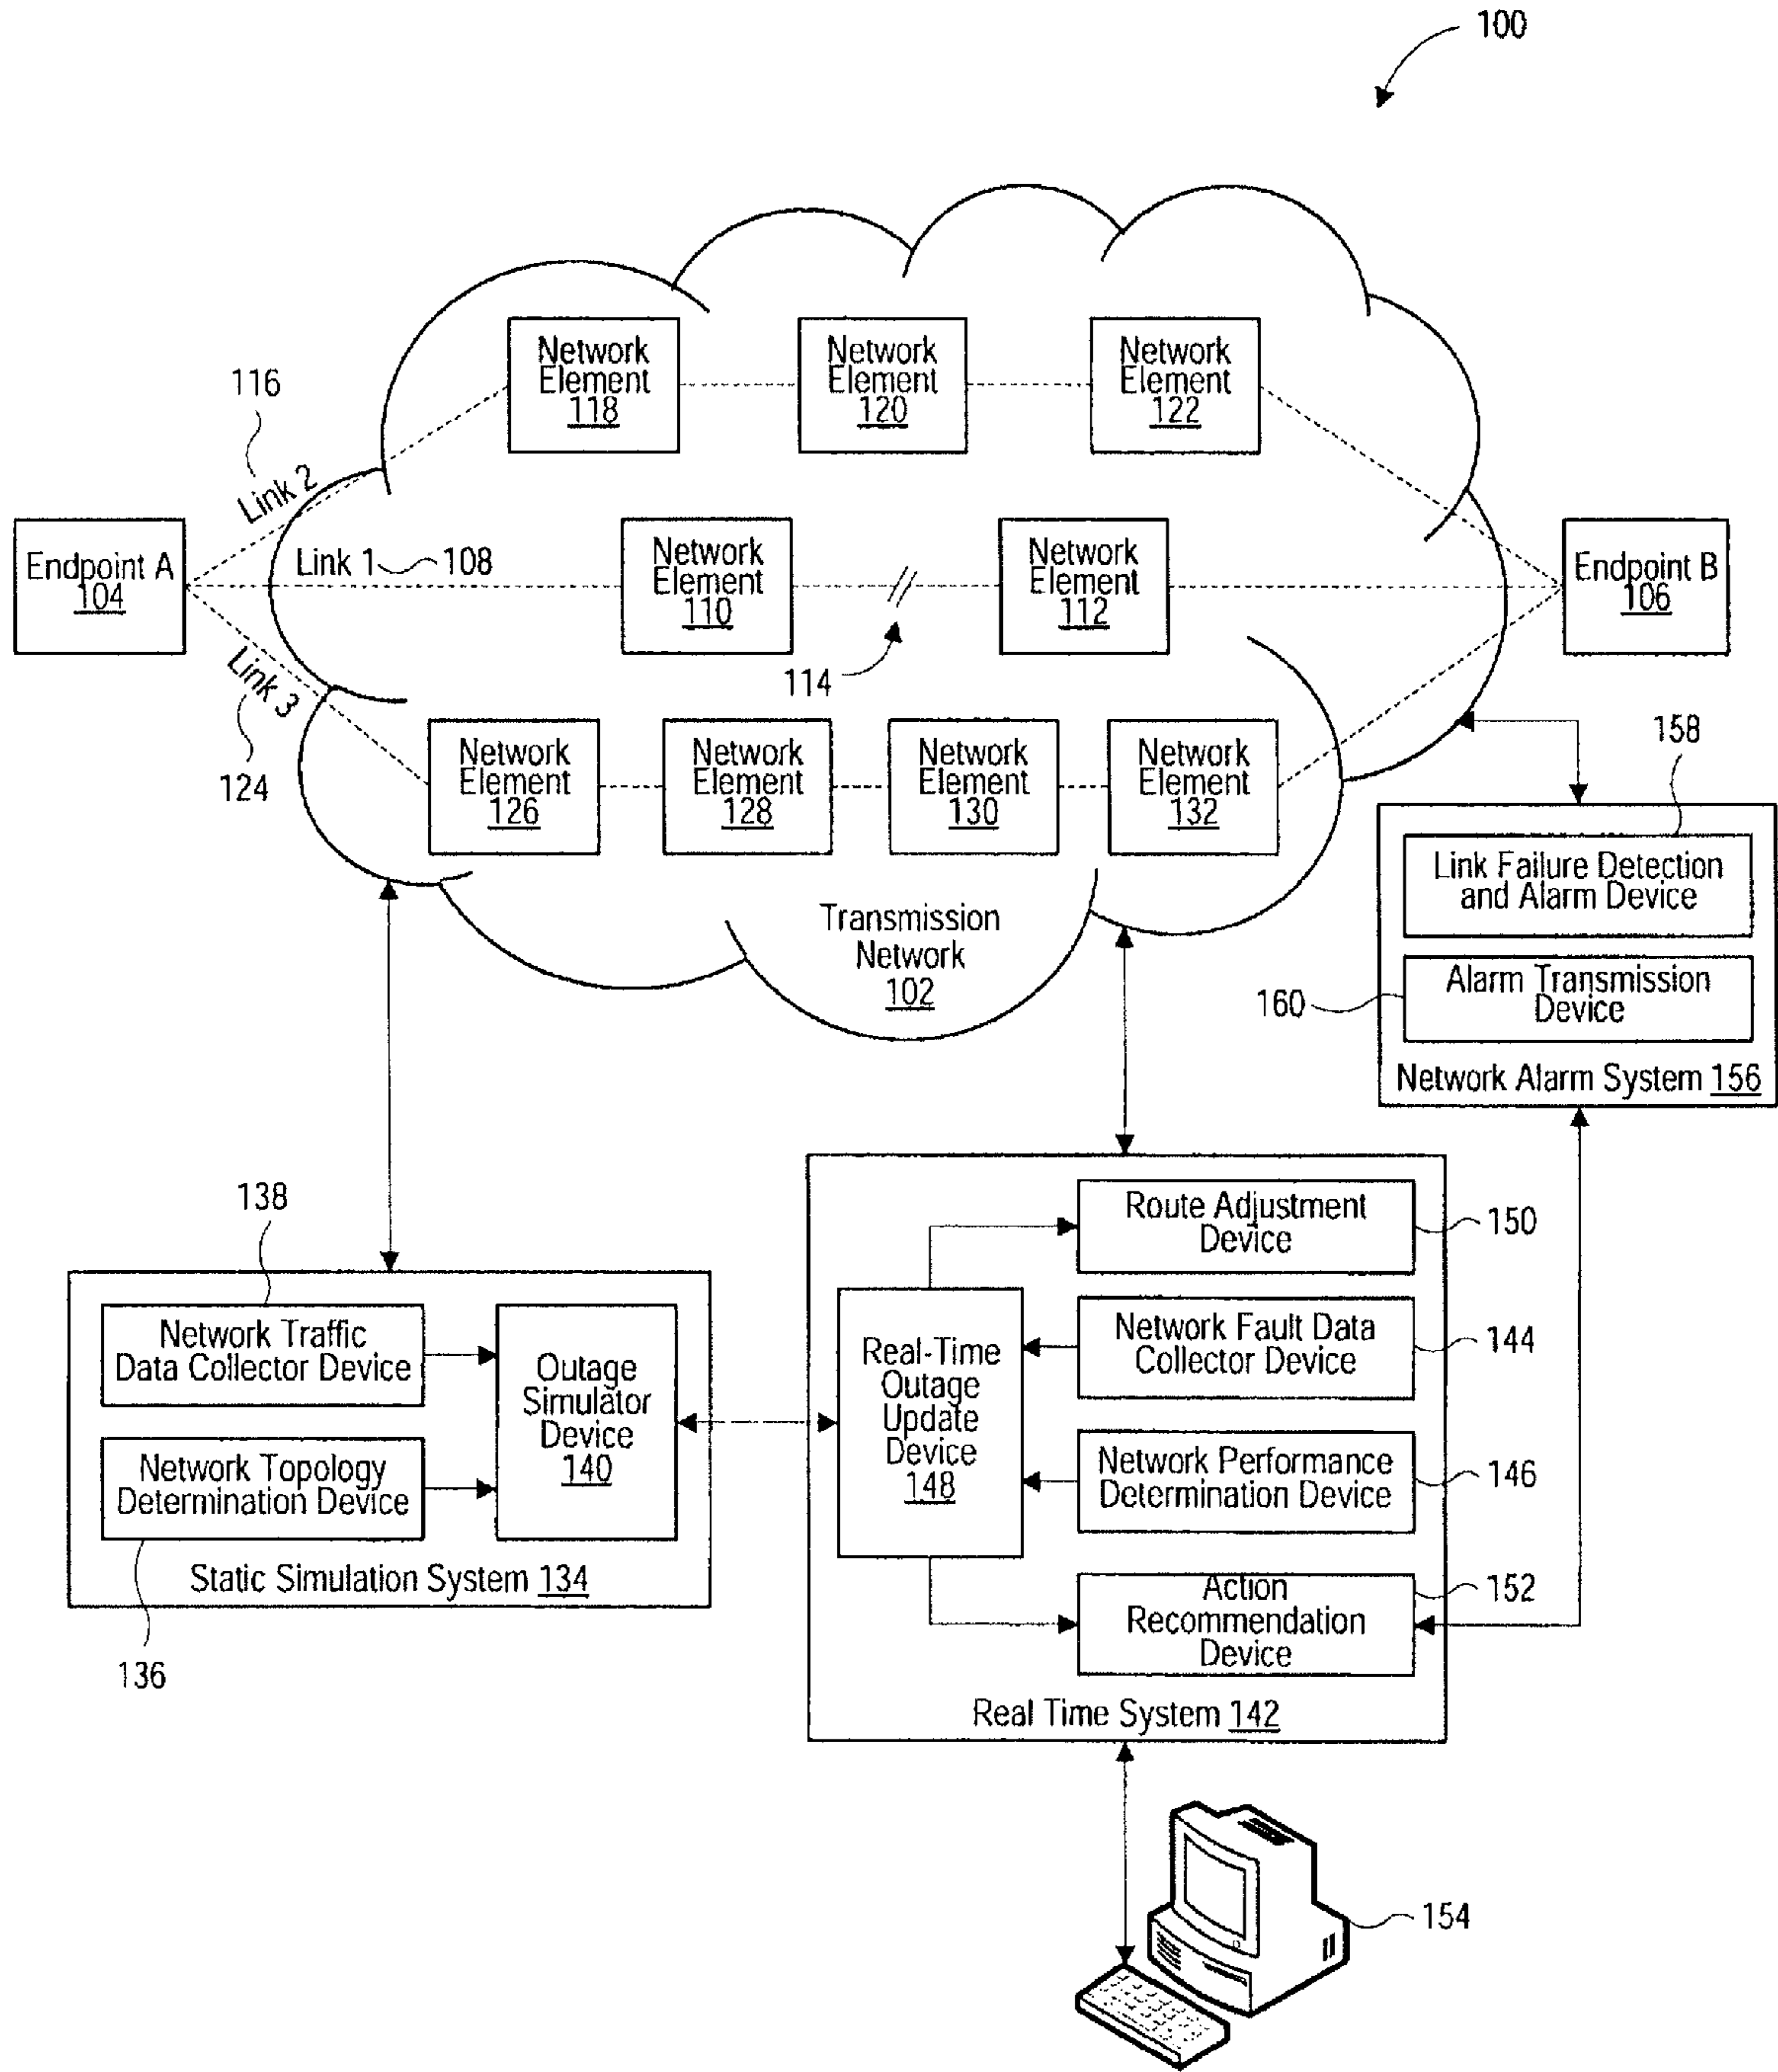 100
Network
Element
118
Network
Element
120
Network
Element
122
116
Link 2
Endpoint A
104
Link 1
108
Network
Element
110
Network
Element
112
Endpoint B
106
114
Link 3
124
Network
Element
126
Network
Element
128
Network
Element
130
Network
Element
132
Transmission
Network
102
158
Link Failure Detection
and Alarm Device
160
Alarm Transmission
Device
Network Alarm System 156
138
Network Traffic
Data Collector Device
Network Topology
Determination Device
Outage
Simulator
Device
140
Static Simulation System 134
136
Route Adjustment
Device
150
Real-Time
Outage
Update
Device
148
Network Fault Data
Collector Device
144
Network Performance
Determination Device
146
Action
Recommendation
Device
152
Real Time System 142
154